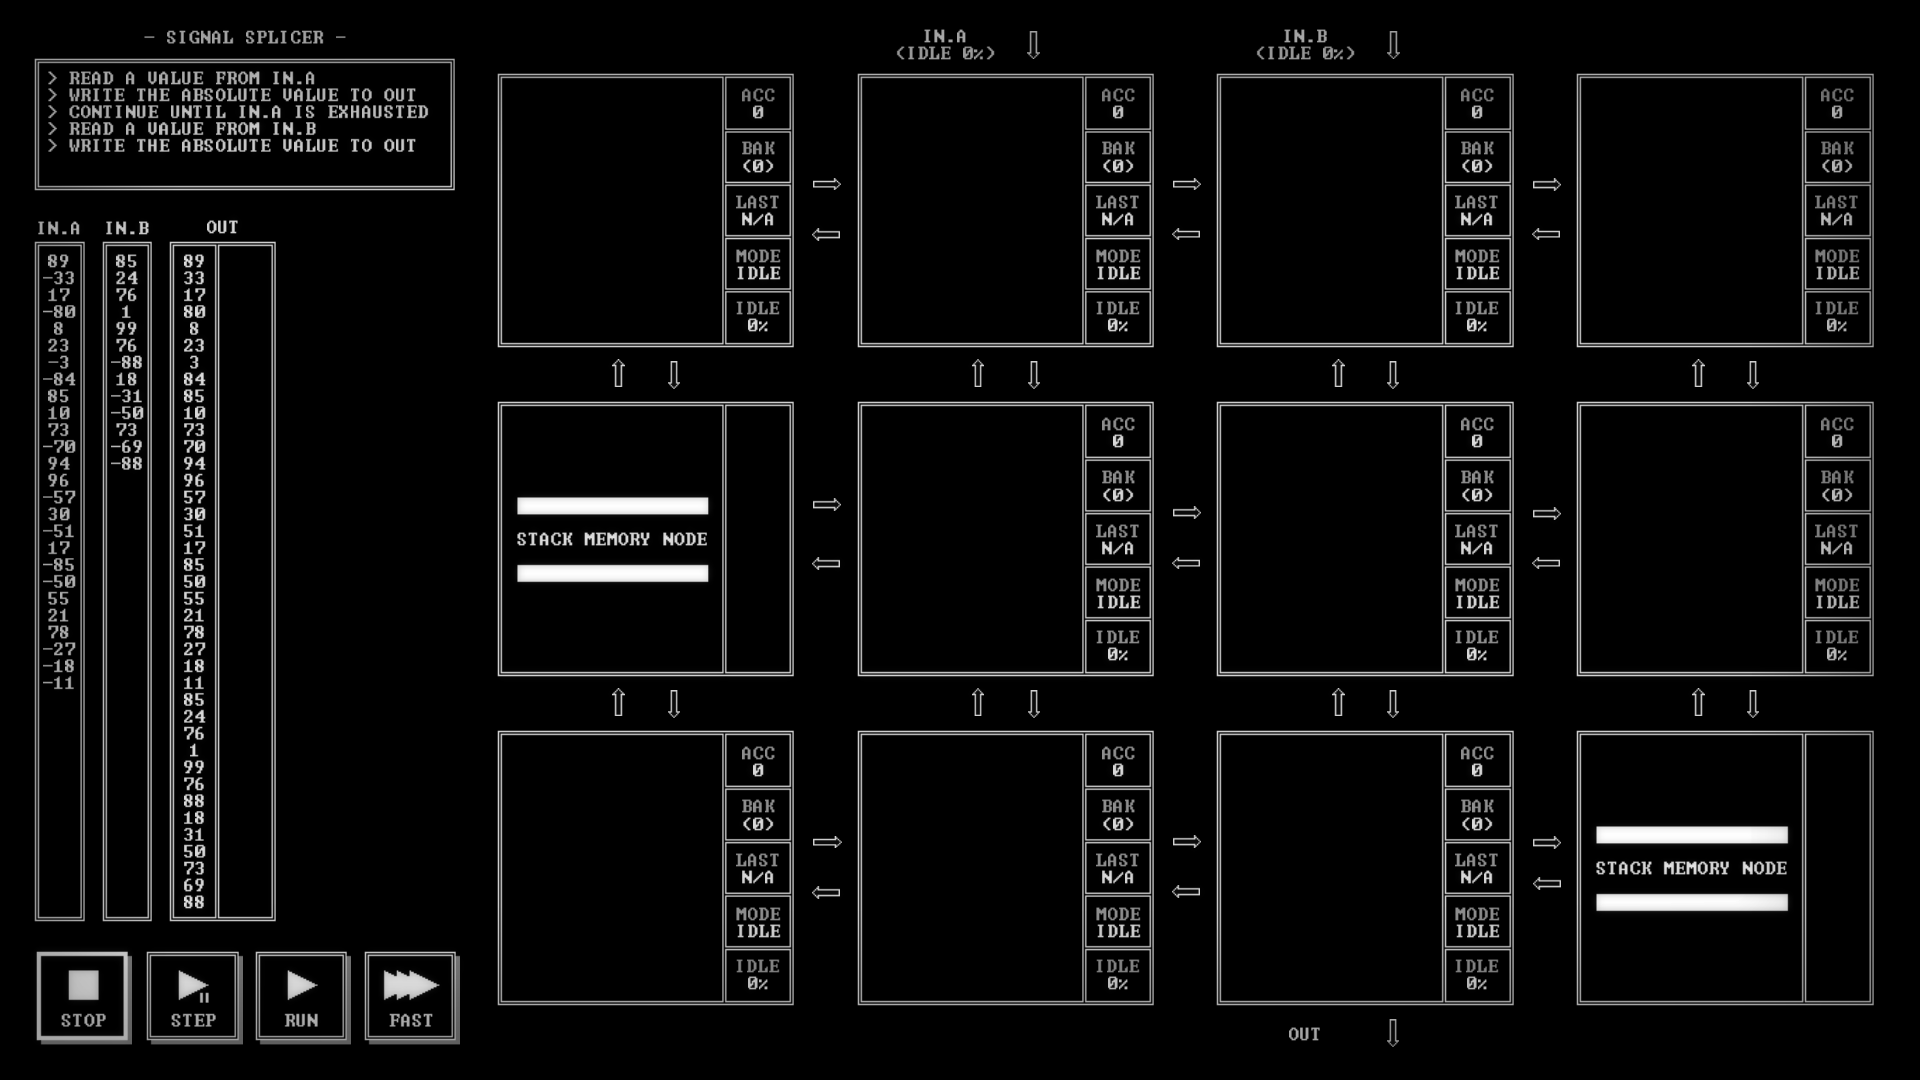 - SIGNAL SPLICER -
> READ A VALUE FROM IN.A
> WRITE THE ABSOLUTE VALUE TO OUT
> CONTINUE UNTIL IN.A IS EXHAUSTED
> READ A VALUE FROM IN.B
> WRITE THE ABSOLUTE VALUE TO OUT
IN.A IN.B OUT
89 85 89
-33 24 33
17 76 17
-80 1 80
8 99 8
23 76 23
-3 -88 3
-84 18 84
85 -31 85
10 -50 10
73 73 73
-70 -69 70
94 -88 94
96 96
-57 57
30 30
-51 51
17 17
-85 85
-50 50
55 55
21 21
78 78
-27 27
-18 18
-11 11
85
24
76
1
99
76
88
18
31
50
73
69
88
STOP STEP RUN FAST
IN.A
(IDLE 0%)
IN.B
(IDLE 0%)
ACC
0
BAK
(0)
LAST
N/A
MODE
IDLE
IDLE
0%
ACC
0
BAK
(0)
LAST
N/A
MODE
IDLE
IDLE
0%
ACC
0
BAK
(0)
LAST
N/A
MODE
IDLE
IDLE
0%
ACC
0
BAK
(0)
LAST
N/A
MODE
IDLE
IDLE
0%
STACK MEMORY NODE
ACC
0
BAK
(0)
LAST
N/A
MODE
IDLE
IDLE
0%
ACC
0
BAK
(0)
LAST
N/A
MODE
IDLE
IDLE
0%
ACC
0
BAK
(0)
LAST
N/A
MODE
IDLE
IDLE
0%
ACC
0
BAK
(0)
LAST
N/A
MODE
IDLE
IDLE
0%
ACC
0
BAK
(0)
LAST
N/A
MODE
IDLE
IDLE
0%
ACC
0
BAK
(0)
LAST
N/A
MODE
IDLE
IDLE
0%
STACK MEMORY NODE
OUT